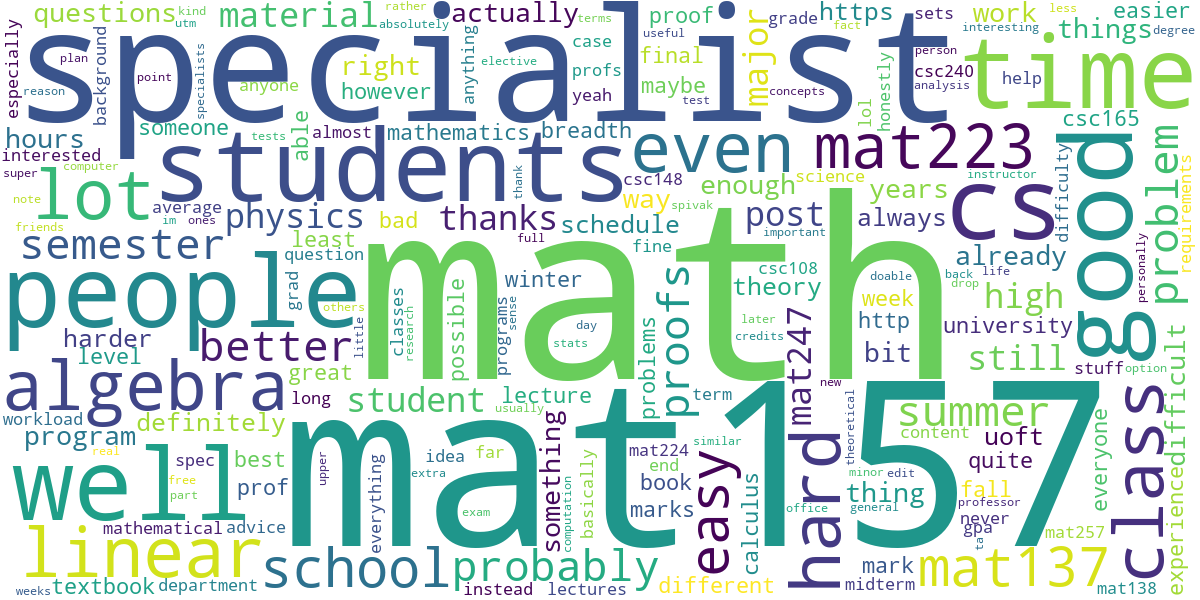 specialist
time
students
even
mat223
cs
good
lot
people
math
mat157
algebra
well
linear
school
probably
semester
physics
thanks
material
questions
actually
right
however
proof
final
maybe
major
grade
https
work
things
easier
degree
interesting
sets
csc240
analysis
help
person
less
fact
useful
terms
kind
utm
absolutely
rather
plan
point
reason
especially
background
specialists
anyone
anything
case
elective
profs
yeah
test
concepts
lol
honestly
csc165
problem
requirements
instructor
difficulty
hours
someone
able
tests
almost
mathematics
breadth
interested
computer
super
note
friends
average
im
ones
thank
full
csc148
way
spivak
enough
science
years
post
important
always
already
personally
bad
least
question
schedule
fine
winter
csc108
theory
doable
back
life
drop
week
http
high
university
harder
level
better
great
grad
others
little
classes
research
possible
programs
sense
day
stats
later
credits
proofs
problems
bit
still
stuff
option
new
mat247
long
student
lecture
usually
term
summer
content
uoft
quite
theoretical
difficult
class
everyone
workload
program
definitely
real
best
spec
free
part
prof
mathematical
advice
upper
everything
idea
extra
far
exam
something
computation
basically
mat224
end
book
marks
similar
easy
calculus
hard
minor
edit
general
office
thing
fall
professor
never
gpa
ta
mat257
experience
textbook
department
weeks
instead
lectures
different
midterm
mark
mat137
mat138